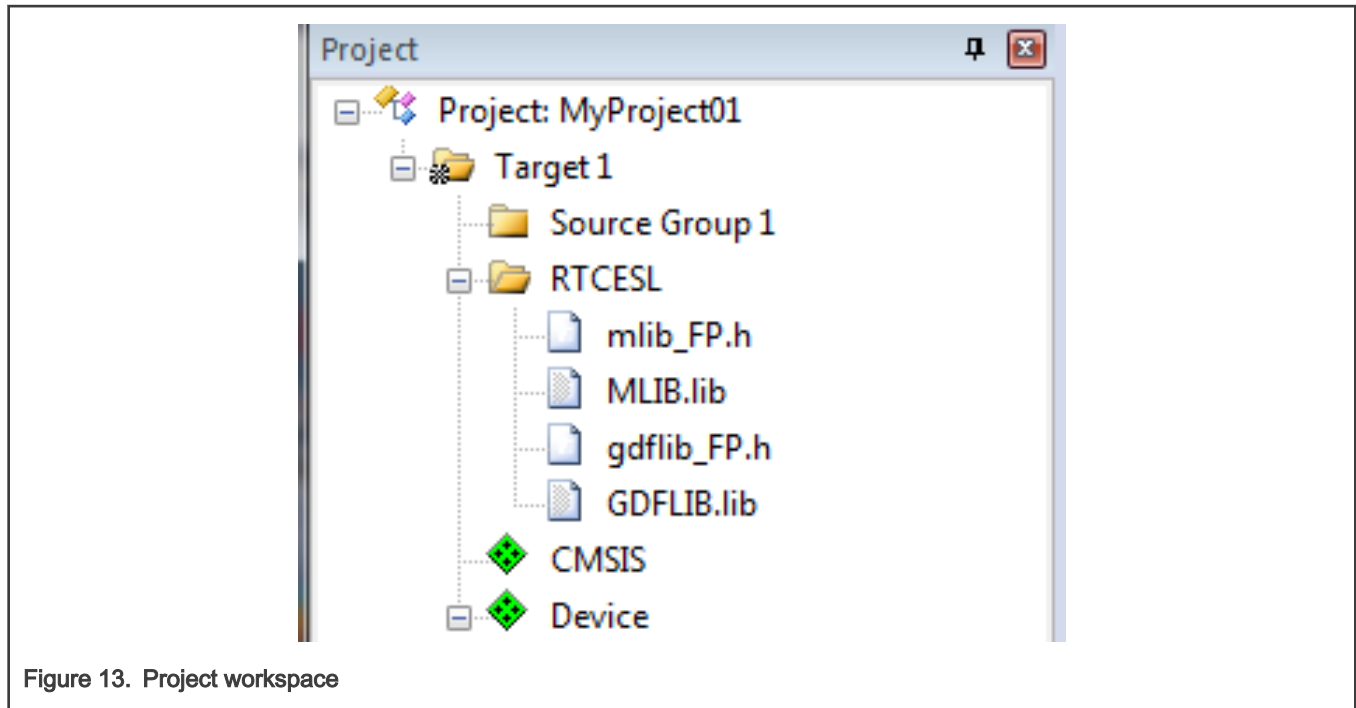 Project
Project: MyProject01
Target 1
Source Group 1
RTCESL
mlib_FP.h
MLIB.lib
gdflib_FP.h
GDFLIB.lib
CMSIS
Device
Figure 13. Project workspace